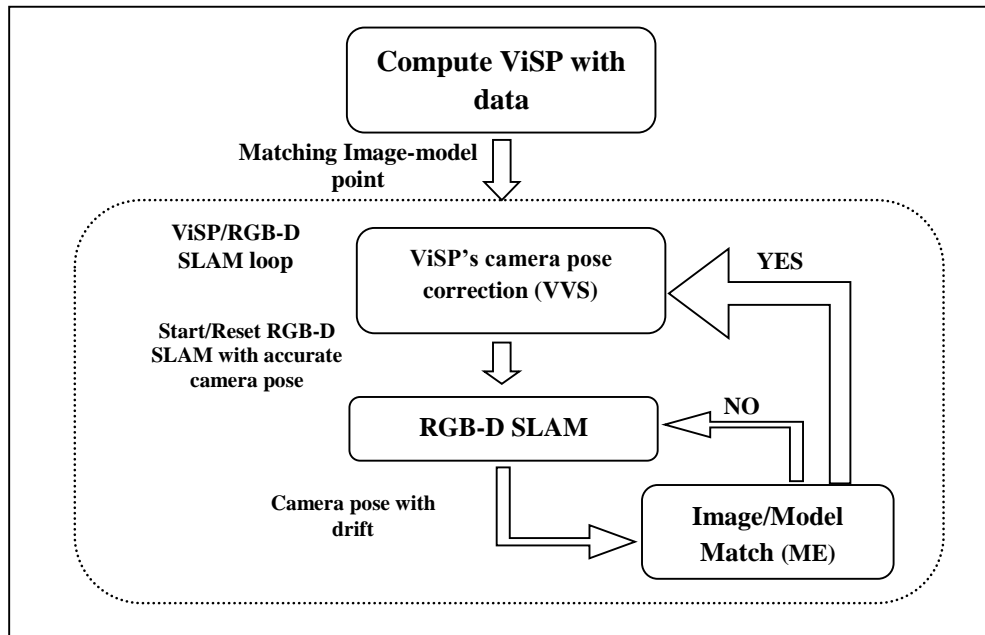 Compute ViSP with
data
Matching Image-model
point
ViSP/RGB-D
SLAM loop
ViSP’s camera pose
correction (VVS)
YES
Start/Reset RGB-D
SLAM with accurate
camera pose
RGB-D SLAM
NO
Camera pose with
drift
Image/Model
Match (ME)